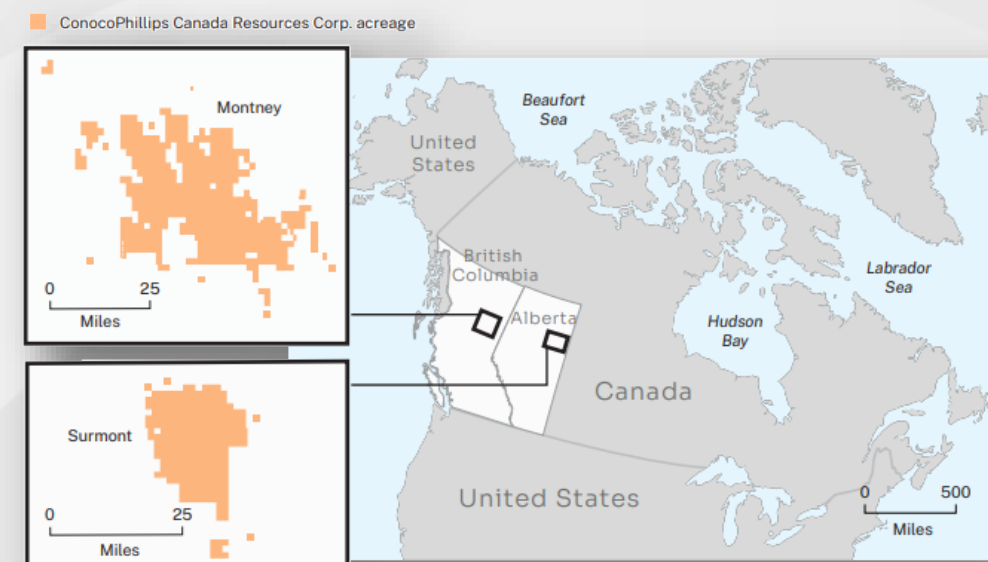 ConocoPhillips Canada Resources Corp. acreage
Montney
0 25
Miles
Surmont
0 25
Miles
Beaufort
Sea
United
States
British
Columbia
Alberta
Labrador
Sea
Hudson
Bay
Canada
United States
0 500
Miles